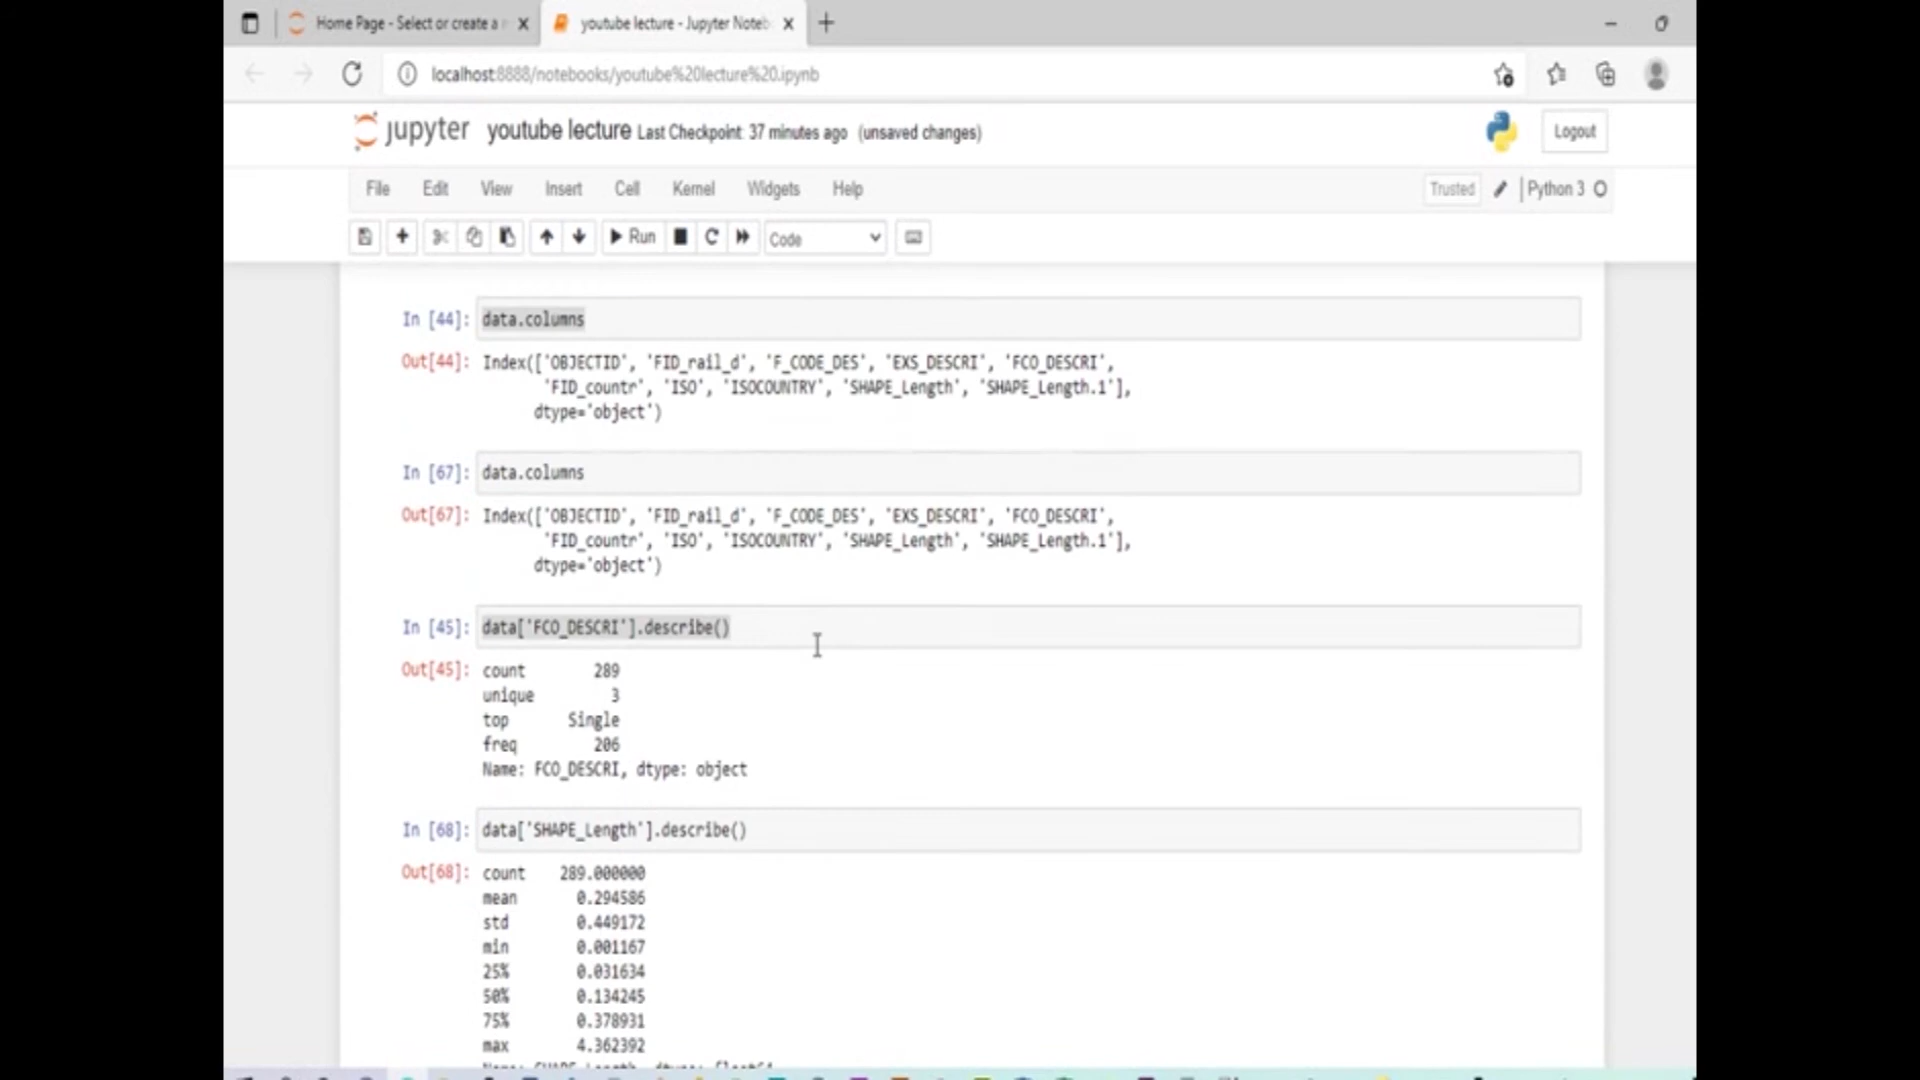 Home Page - Select or create a
youtube lecture - Jupyter Noteb
localhost:8888/notebooks/youtube%20lecture%20.ipynb
jupyter youtube lecture Last Checkpoint: 37 minutes ago (unsaved changes)
Logout
File Edit View Insert Cell Kernel Widgets Help
Trusted Python 3
Run Code
In [44]: data.columns
Out[44]: Index(['OBJECTID', 'FID_rail_d', 'F_CODE_DES', 'EXS_DESCRI', 'FCO_DESCRI',
'FID_countr', 'ISO', 'ISOCOUNTRY', 'SHAPE_Length', 'SHAPE_Length.1'],
dtype='object')
In [67]: data.columns
Out[67]: Index(['OBJECTID', 'FID_rail_d', 'F_CODE_DES', 'EXS_DESCRI', 'FCO_DESCRI',
'FID_countr', 'ISO', 'ISOCOUNTRY', 'SHAPE_Length', 'SHAPE_Length.1'],
dtype='object')
In [45]: data['FCO_DESCRI'].describe()
Out[45]: count 289
unique 3
top Single
freq 206
Name: FCO_DESCRI, dtype: object
In [68]: data['SHAPE_Length'].describe()
Out[68]: count 289.000000
mean 0.294586
std 0.449172
min 0.001167
25% 0.031634
50% 0.134245
75% 0.378931
max 4.362392